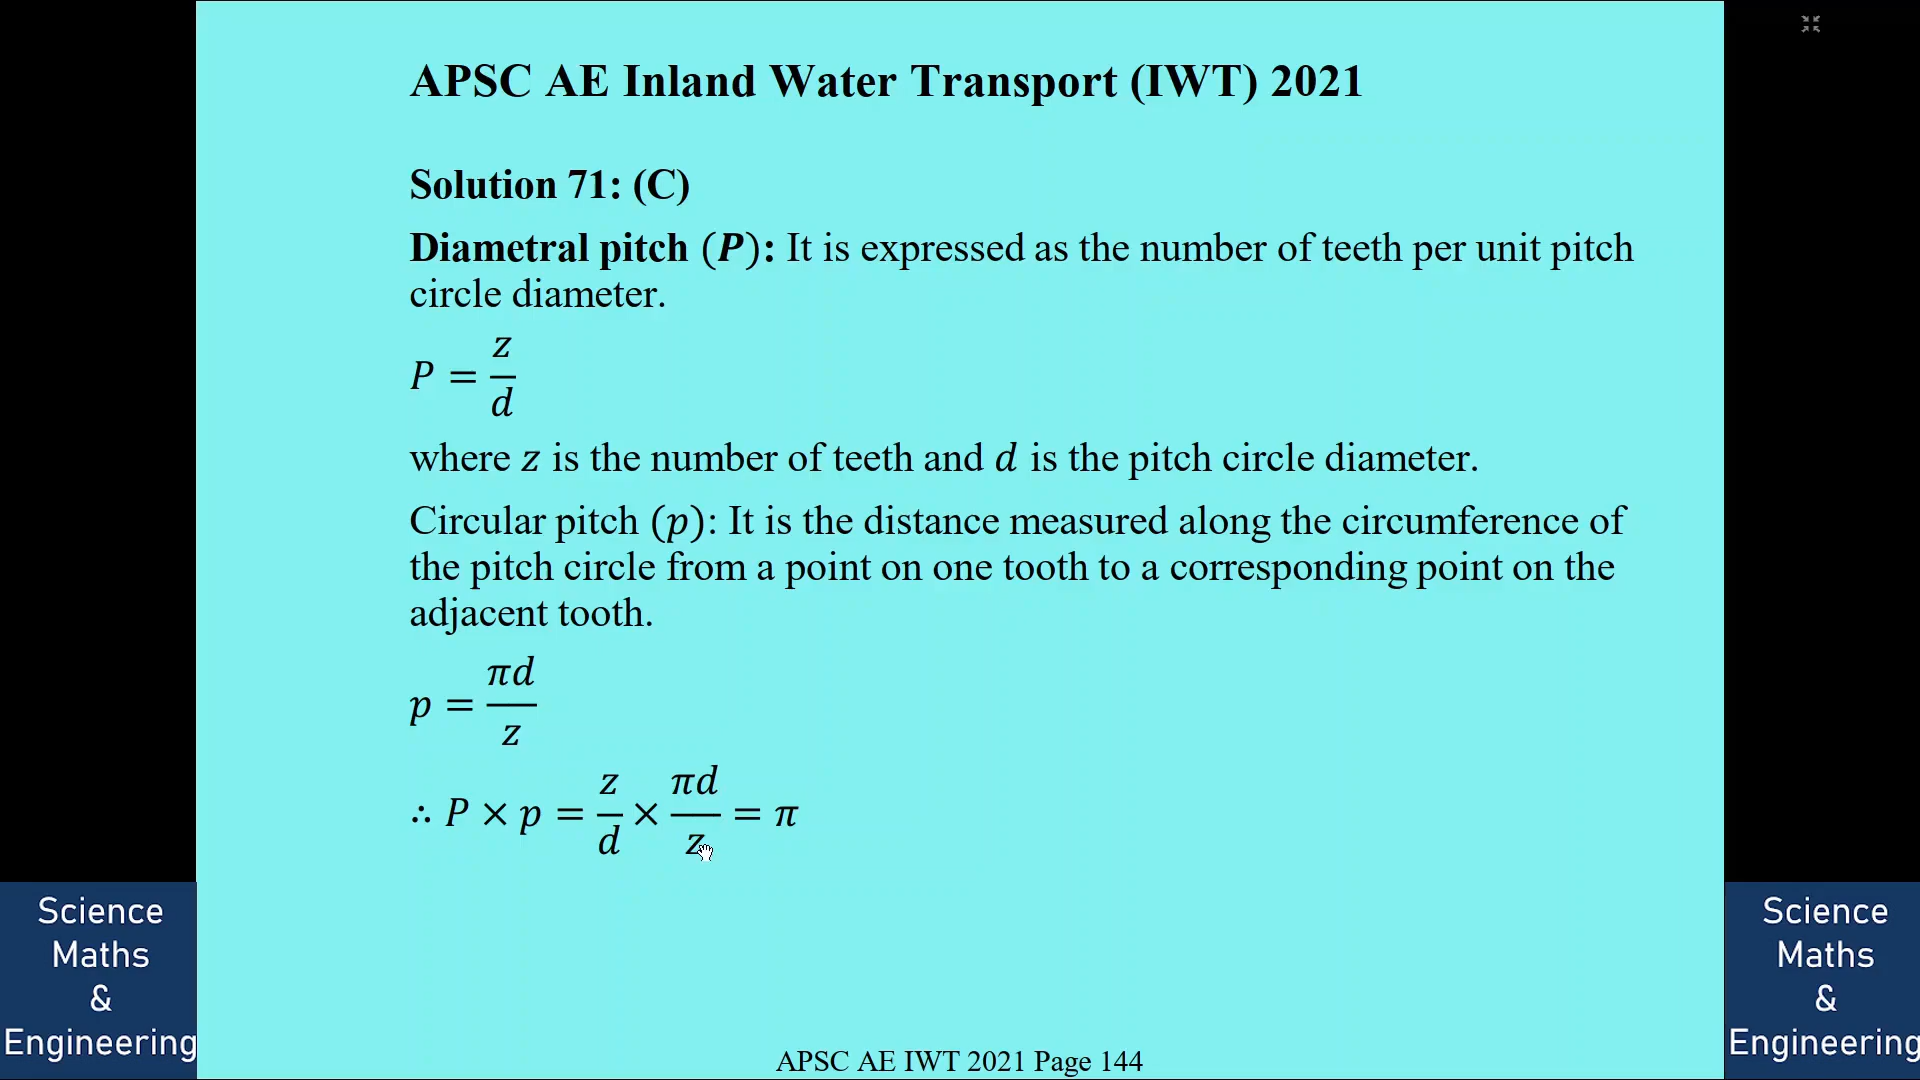 APSC AE Inland Water Transport (IWT) 2021
Solution 71: (C)
Diametral pitch (P): It is expressed as the number of teeth per unit pitch
circle diameter.
P = z/d
where z is the number of teeth and d is the pitch circle diameter.
Circular pitch (p): It is the distance measured along the circumference of
the pitch circle from a point on one tooth to a corresponding point on the
adjacent tooth.
p = πd/z
∴ P × p = z/d × πd/z = π
Science
Maths
&
Engineering
Science
Maths
&
Engineering
APSC AE IWT 2021 Page 144